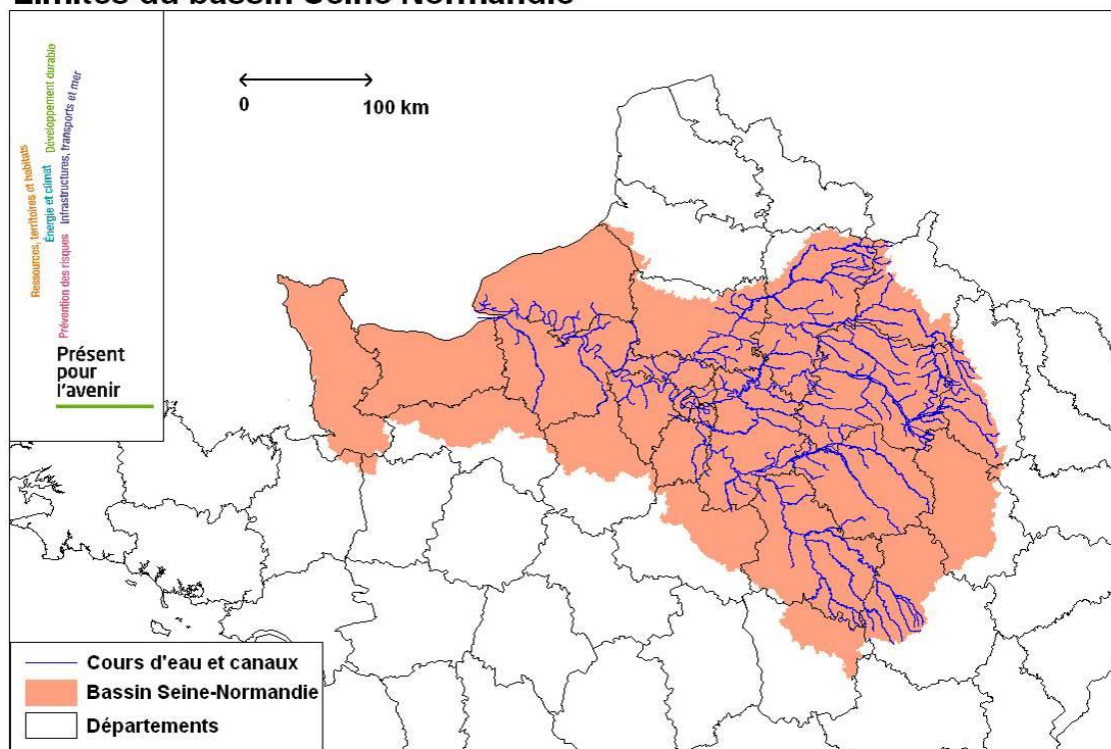 Limites du bassin Seine Normandie
Ressources, territoires et habitats
Énergie et climat Développement durable
Prévention des risques Infrastructures, transports et mer
Présent
pour
l'avenir
0 100 km
Cours d'eau et canaux
Bassin Seine-Normandie
Départements